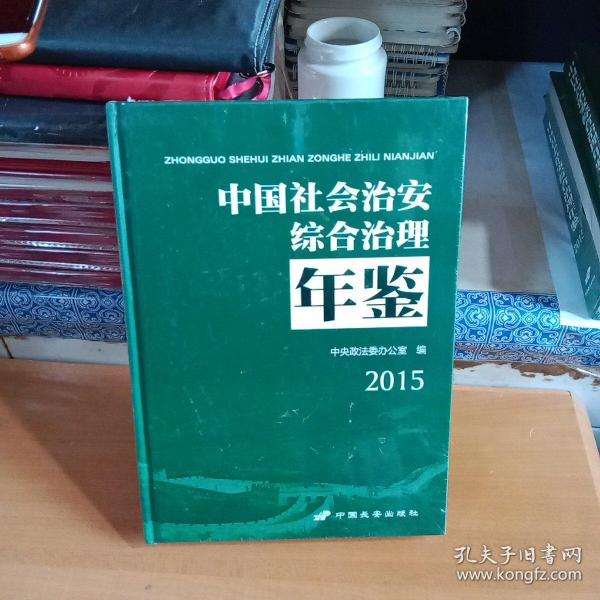 ZHONGGUO SHEHUI ZHIAN ZONGHE ZHILI NIANJIAN
中国社会治安
综合治理
年鉴
中央政法委办公室 编
2015
中国长安出版社
2015
孔夫子旧书网
www.kongfz.com